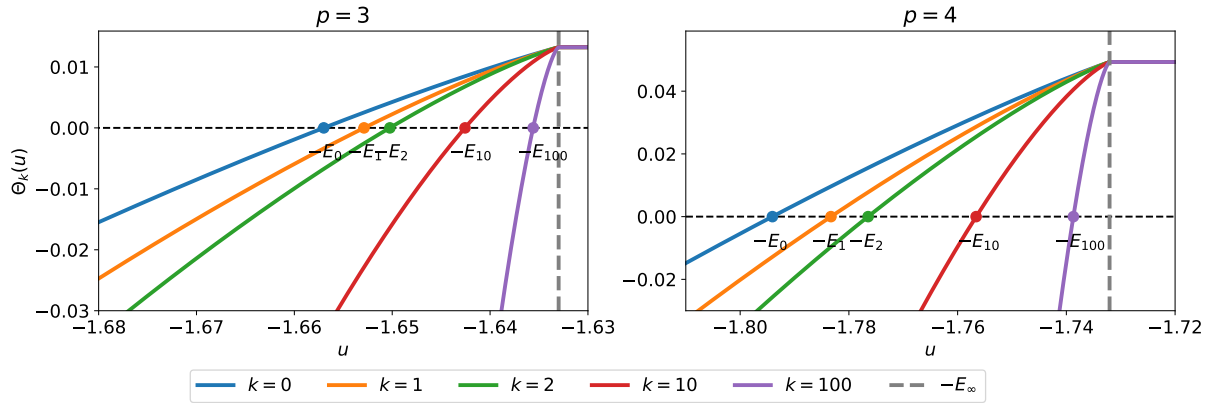 p = 3
p = 4
Θ_k(u)
0.01
0.00
−0.01
−0.02
−0.03
−E_0
−E_1
−E_2
−E_10
−E_100
−1.68
−1.67
−1.66
−1.65
−1.64
−1.63
u
0.04
0.02
0.00
−0.02
−E_0
−E_1
−E_2
−E_10
−E_100
−1.80
−1.78
−1.76
−1.74
−1.72
u
k = 0
k = 1
k = 2
k = 10
k = 100
−E_∞